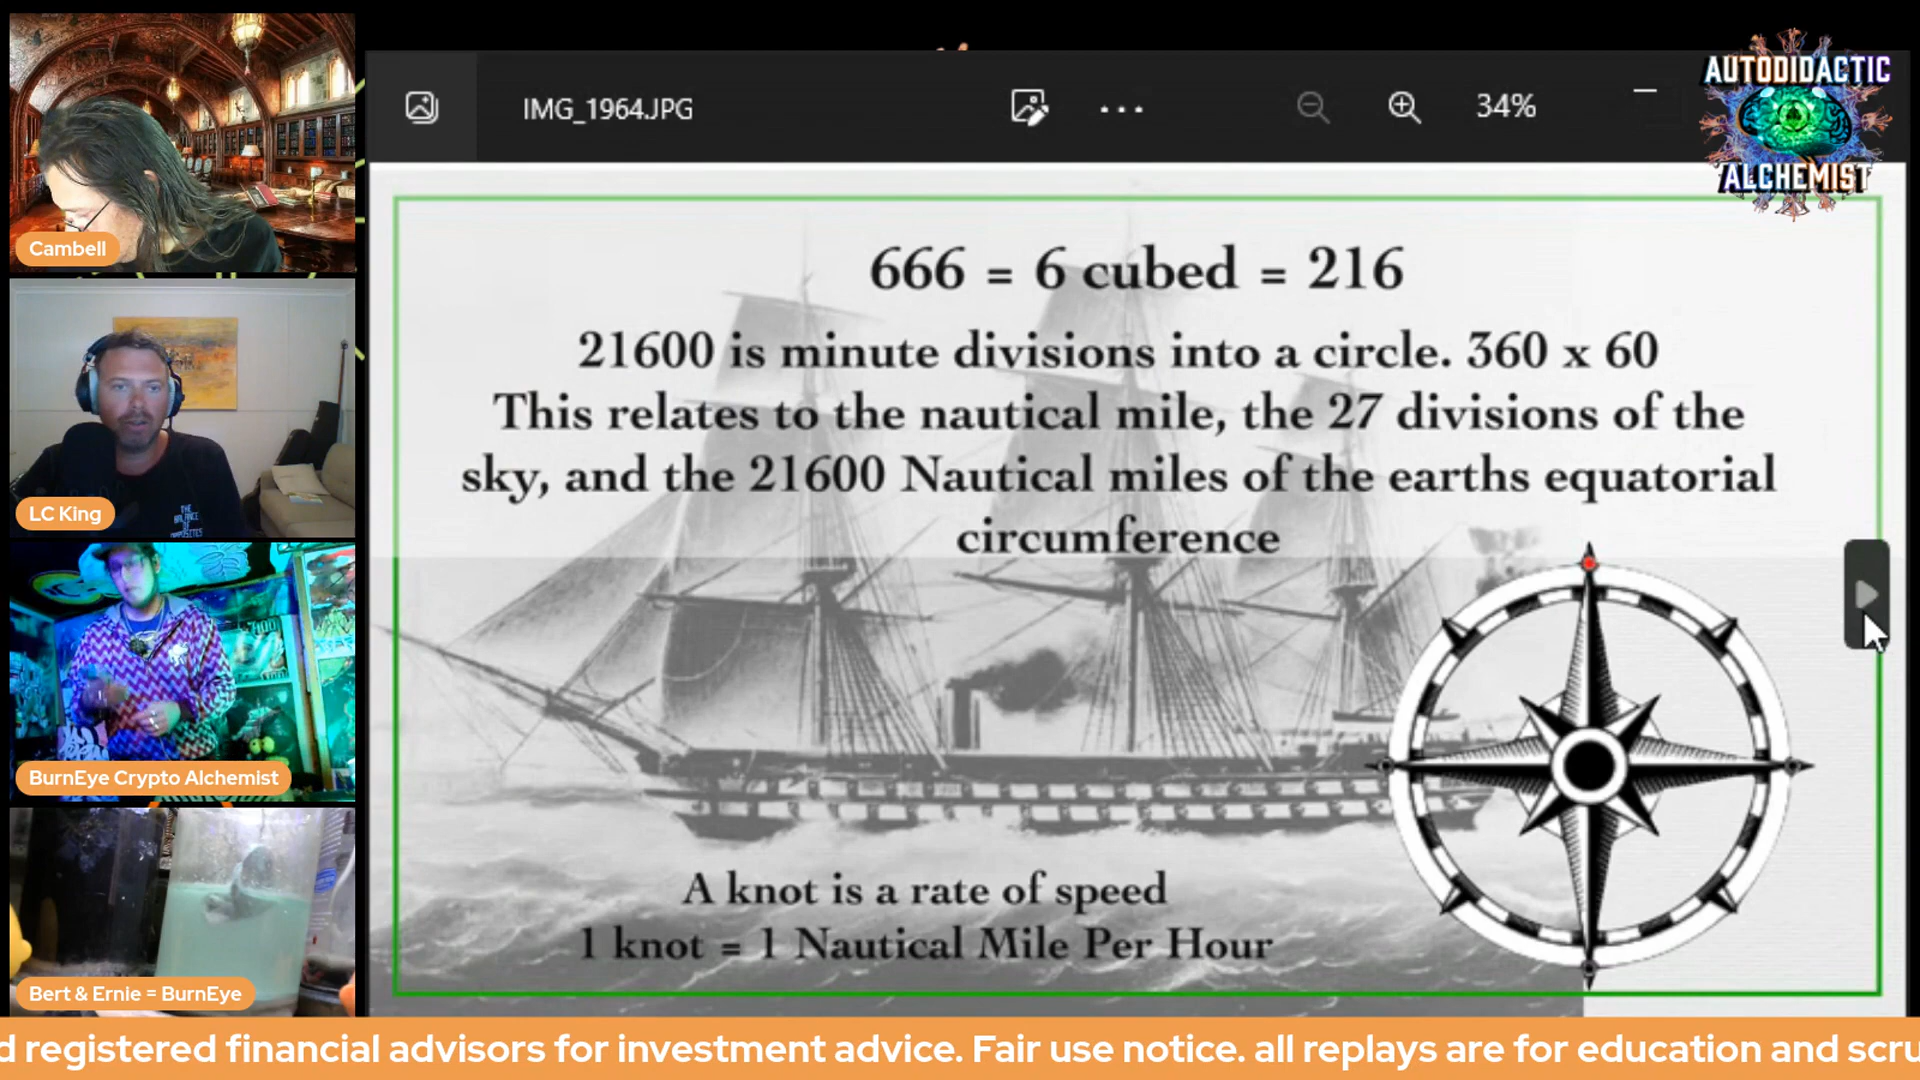 IMG_1964.JPG
34%
AUTODIDACTIC
ALCHEMIST
Cambell
LC King
BurnEye Crypto Alchemist
Bert & Ernie = BurnEye
666 = 6 cubed = 216
21600 is minute divisions into a circle. 360 x 60
This relates to the nautical mile, the 27 divisions of the
sky, and the 21600 Nautical miles of the earths equatorial
circumference
A knot is a rate of speed
1 knot = 1 Nautical Mile Per Hour
d registered financial advisors for investment advice. Fair use notice. all replays are for education and scru